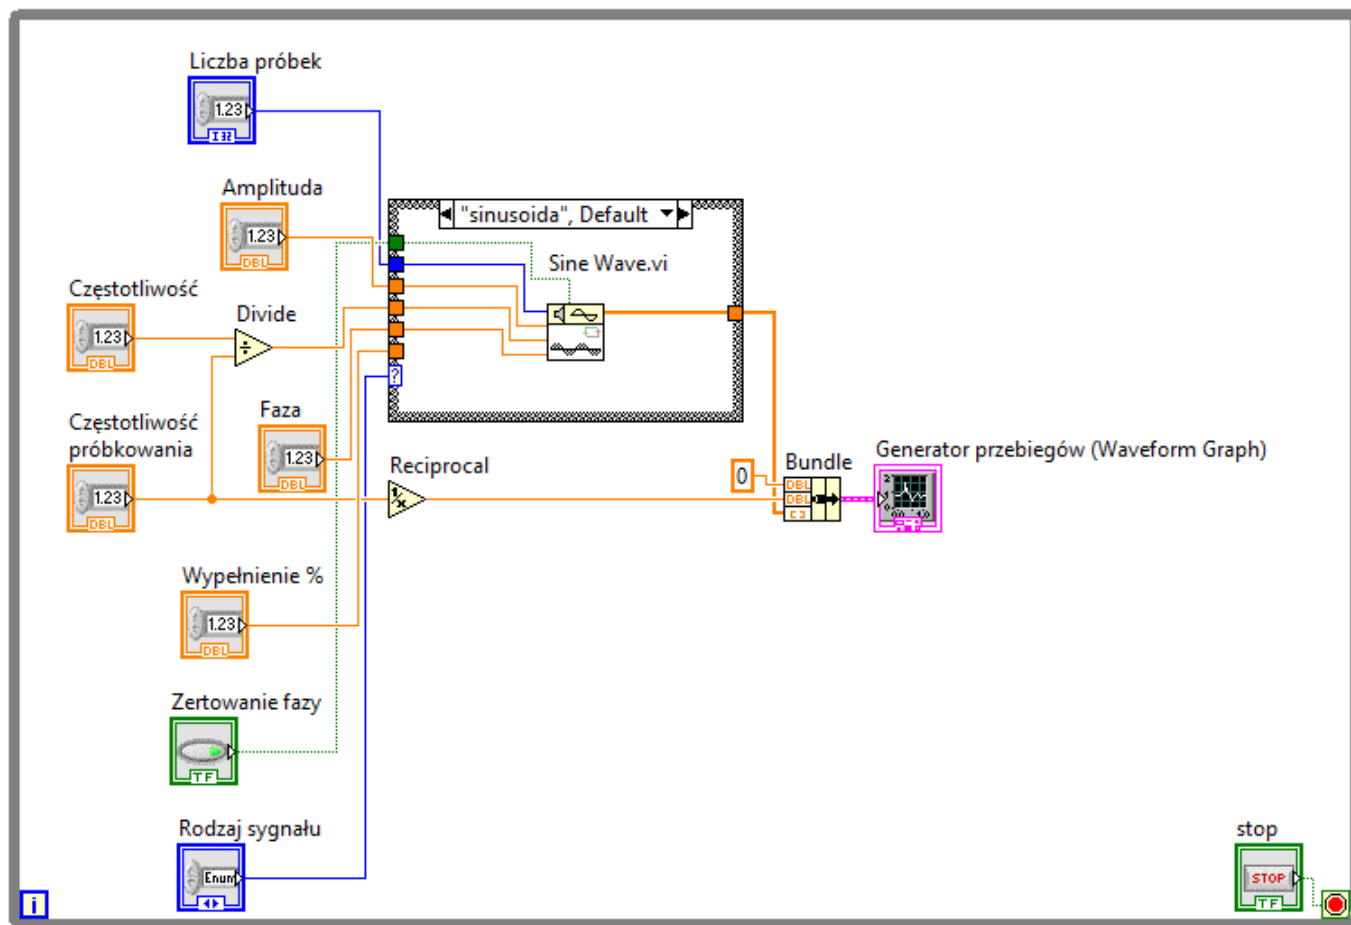 Liczba próbek
1.23
I32
Amplituda
1.23
DBL
"sinusoida", Default
Sine Wave.vi
Częstotliwość
1.23
DBL
Divide
÷
?
Częstotliwość
próbkowania
1.23
DBL
Faza
1.23
DBL
Reciprocal
1/x
0
Bundle
DBL
DBL
[ ]
Generator przebiegów (Waveform Graph)
Wypełnienie %
1.23
DBL
Zertowanie fazy
TF
Rodzaj sygnału
Enum
stop
STOP
TF
i